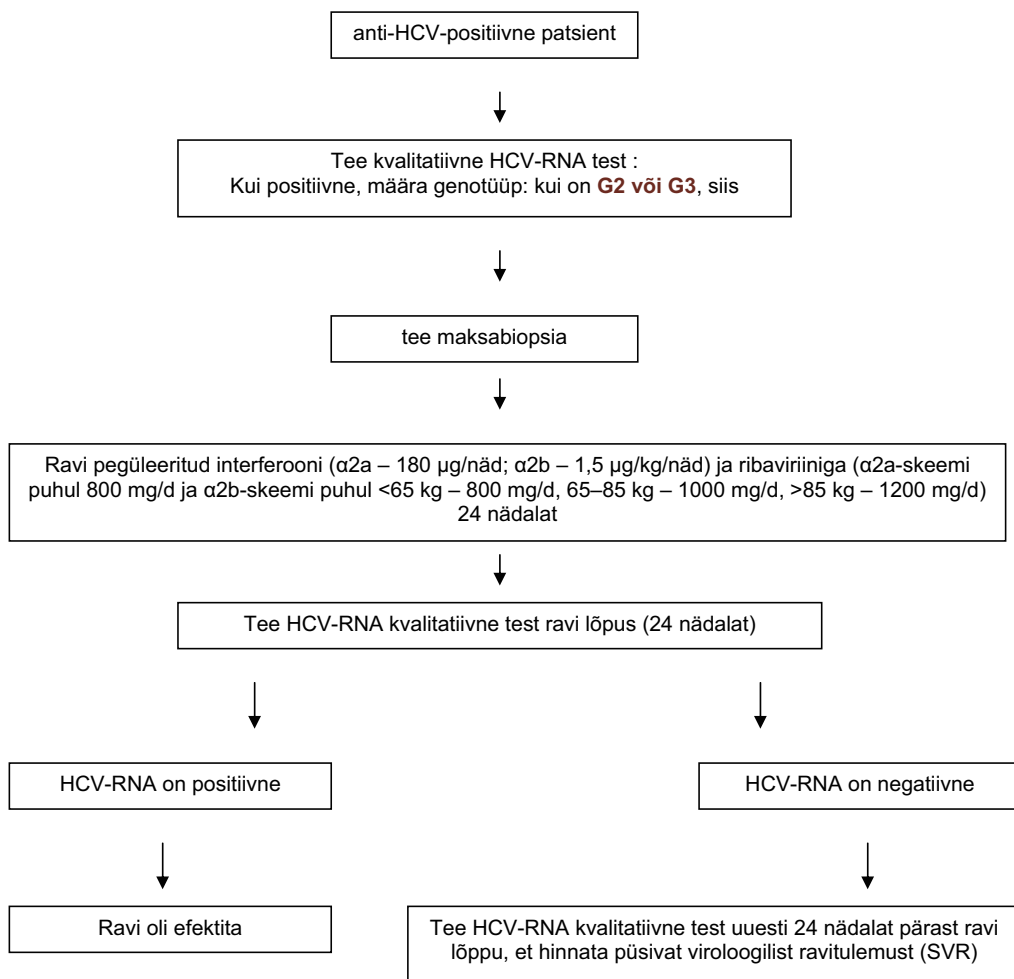 anti-HCV-positiivne patsient
Tee kvalitatiivne HCV-RNA test :
Kui positiivne, määra genotüüp: kui on G2 või G3, siis
tee maksabiopsia
Ravi pegüleeritud interferooni (α2a – 180 µg/näd; α2b – 1,5 µg/kg/näd) ja ribaviriiniga (α2a-skeemi
puhul 800 mg/d ja α2b-skeemi puhul <65 kg – 800 mg/d, 65–85 kg – 1000 mg/d, >85 kg – 1200 mg/d)
24 nädalat
Tee HCV-RNA kvalitatiivne test ravi lõpus (24 nädalat)
HCV-RNA on positiivne
HCV-RNA on negatiivne
Ravi oli efektita
Tee HCV-RNA kvalitatiivne test uuesti 24 nädalat pärast ravi
lõppu, et hinnata püsivat viroloogilist ravitulemust (SVR)